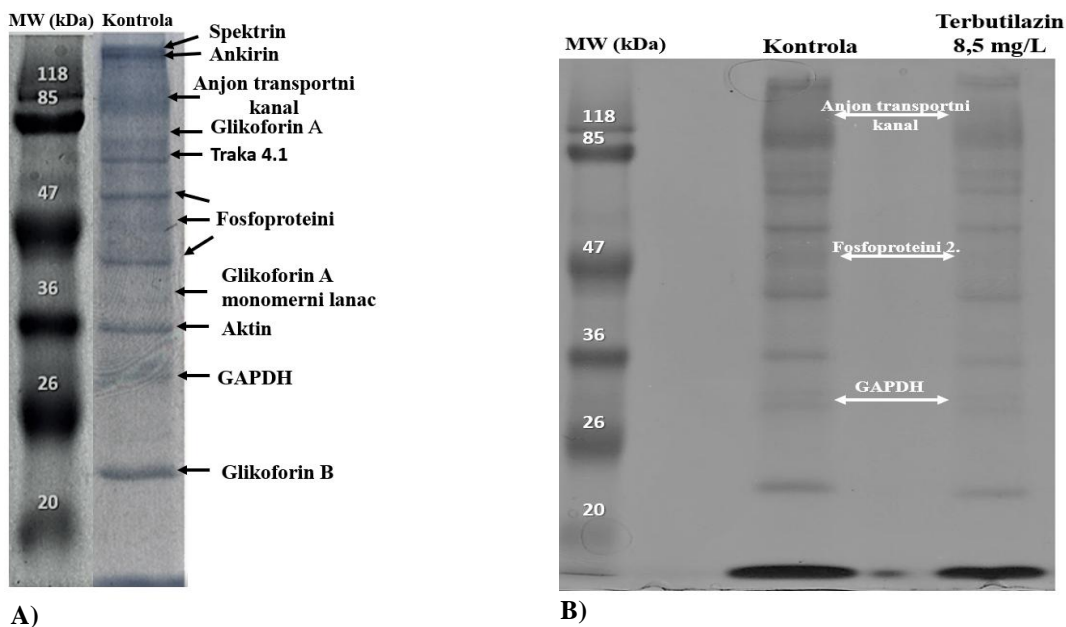 MW (kDa) Kontrola
Spektrin
Ankirin
118
85
Anjon transportni
kanal
Glikoforin A
Traka 4.1
47
Fosfoproteini
Glikoforin A
monomerni lanac
36
Aktin
GAPDH
26
Glikoforin B
20
A)
MW (kDa)
Kontrola
Terbutilazin
8,5 mg/L
118
85
Anjon transportni
kanal
47
Fosfoproteini 2.
36
GAPDH
26
20
B)